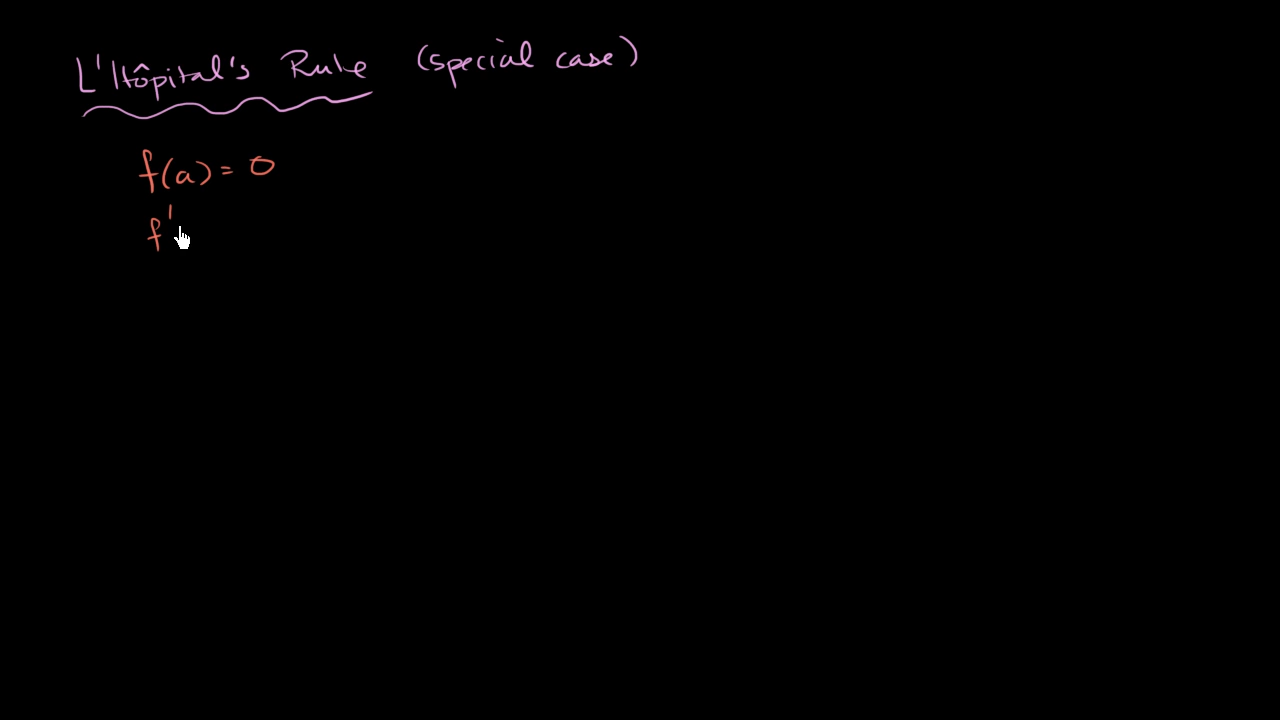 L'Hôpital's Rule (special case)
f(a) = 0
f'